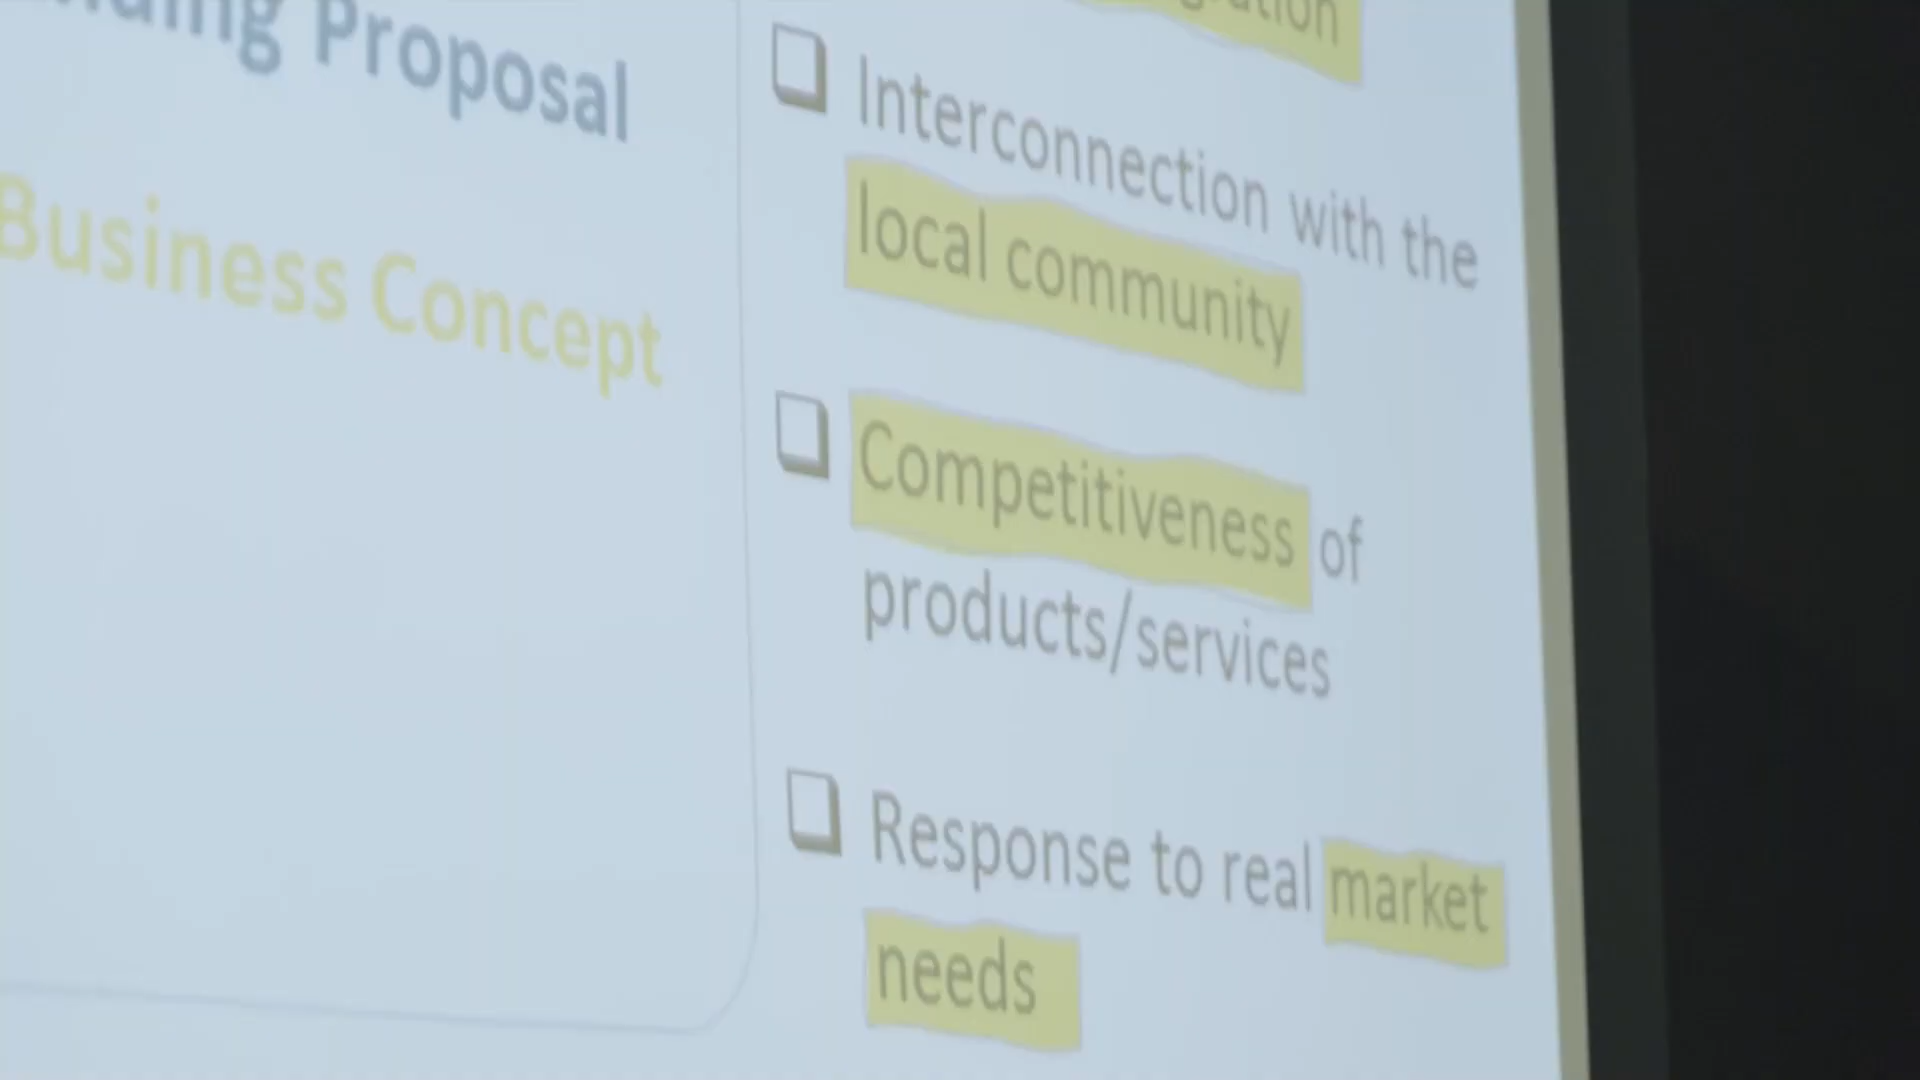 Proposal
Business Concept
Interconnection with the
local community
Competitiveness of
products/services
Response to real market
needs